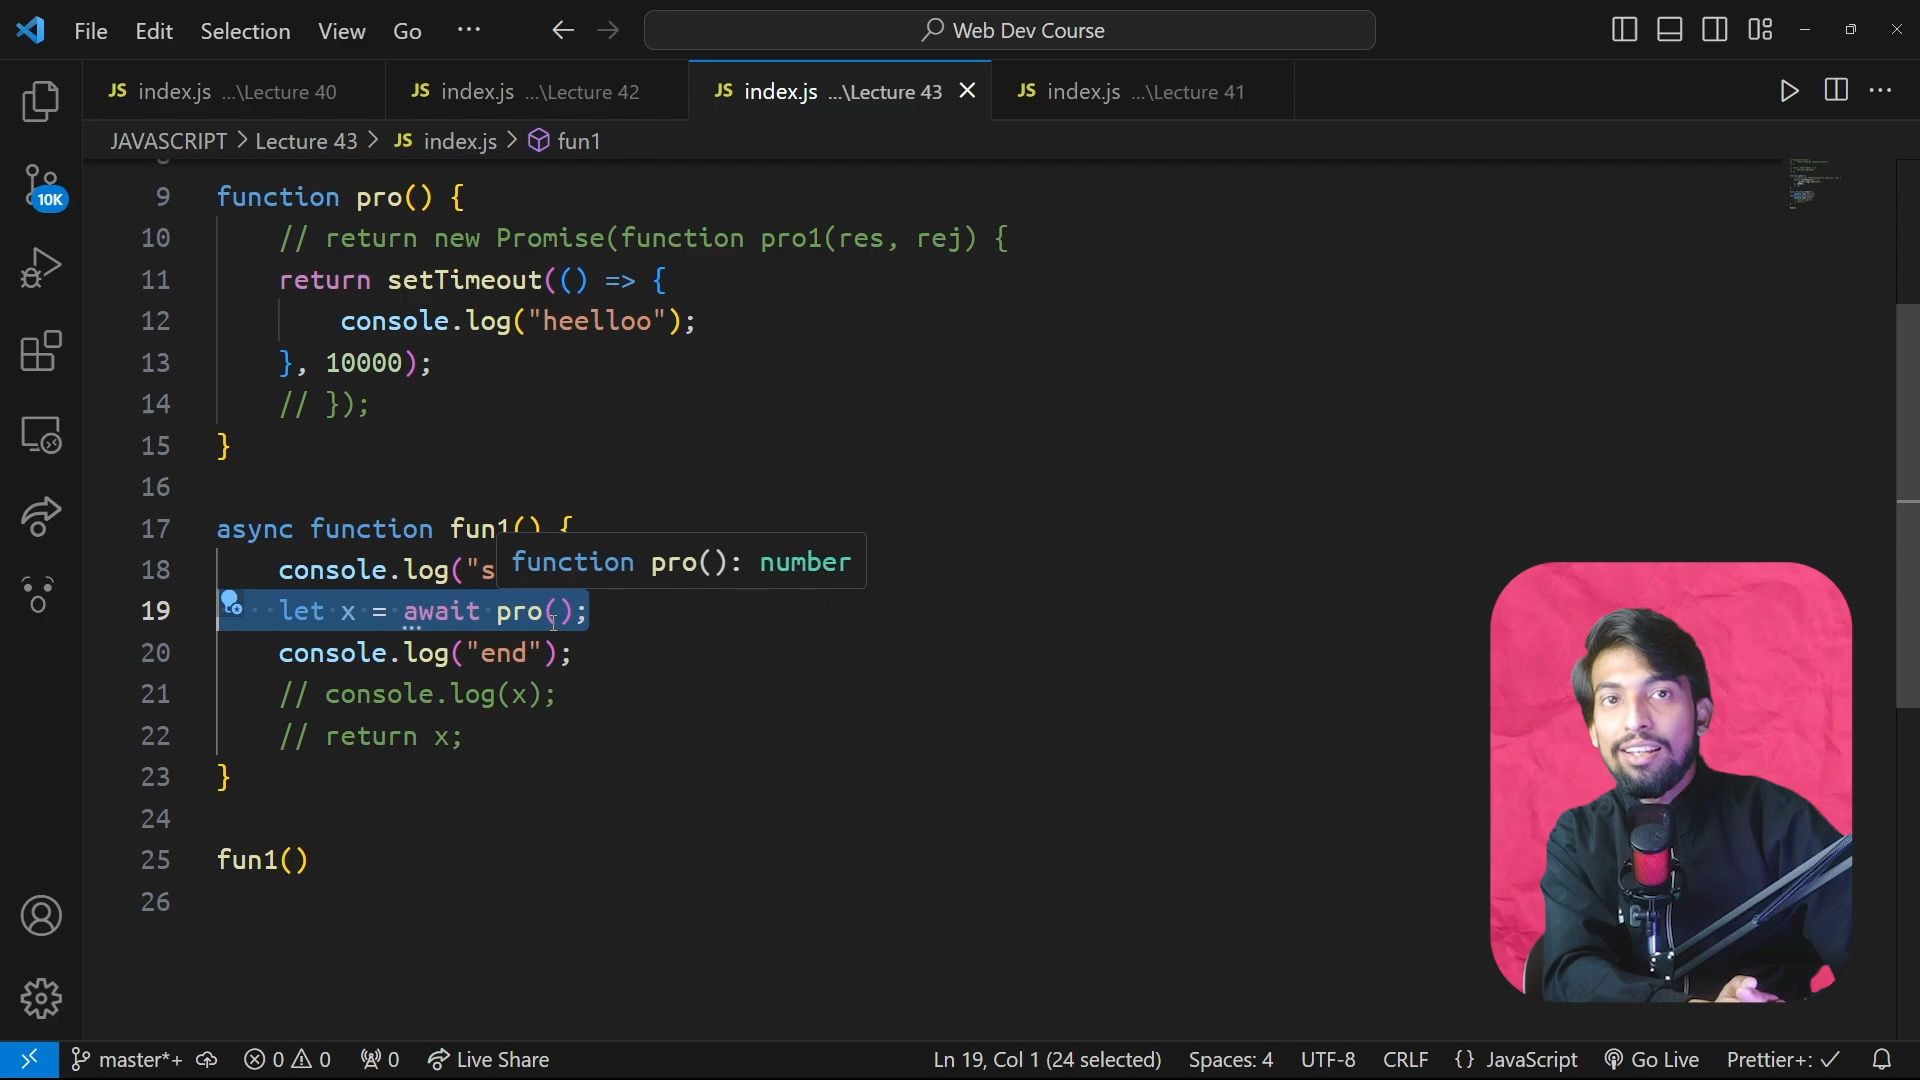 File Edit Selection View Go ··· Web Dev Course
JS index.js ...\Lecture 40 JS index.js ...\Lecture 42 JS index.js ...\Lecture 43 JS index.js ...\Lecture 41
JAVASCRIPT > Lecture 43 > JS index.js > fun1
10K
9 function pro() {
10 // return new Promise(function pro1(res, rej) {
11 return setTimeout(() => {
12 console.log("heelloo");
13 }, 10000);
14 // });
15 }
16
17 async function fun1() {
function pro(): number
18 console.log("s
19 let x = await pro();
20 console.log("end");
21 // console.log(x);
22 // return x;
23 }
24
25 fun1()
26
master*+ 0 0 0 Live Share Ln 19, Col 1 (24 selected) Spaces: 4 UTF-8 CRLF {} JavaScript Go Live Prettier+: ✓